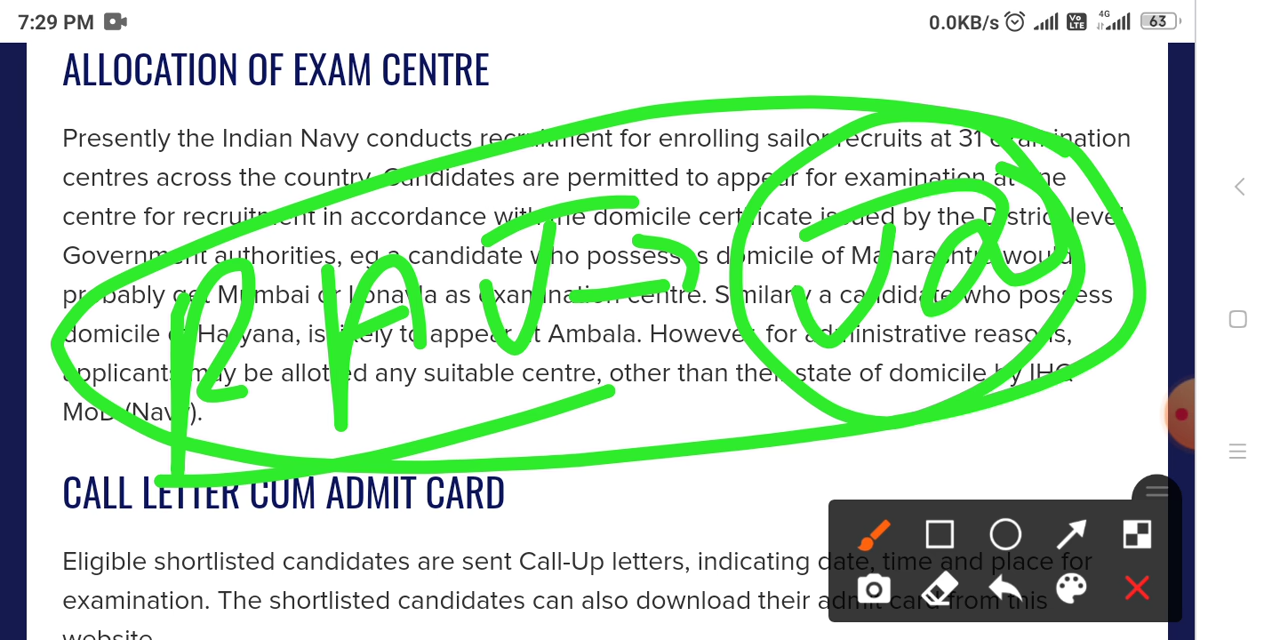 7:29 PM 0.0KB/s 4G Vo LTE 63
ALLOCATION OF EXAM CENTRE
Presently the Indian Navy conducts recruitment for enrolling sailor recruits at 31 examination
centres across the country. Candidates are permitted to appear for examination at one
centre for recruitment in accordance with the domicile certificate issued by the District level
Government authorities, eg a candidate who possess s domicile of Maharashtra would
probably get Mumbai or Lonavla as examination centre. Similarly a candidate who possess
domicile of Haryana, is likely to appear at Ambala. However, for administrative reasons,
applicants may be allotted any suitable centre, other than their state of domicile by IHQ
MoD (Navy).
RAJ =
CALL LETTER CUM ADMIT CARD
Eligible shortlisted candidates are sent Call-Up letters, indicating date, time and place for
examination. The shortlisted candidates can also download their admit card from this
website.